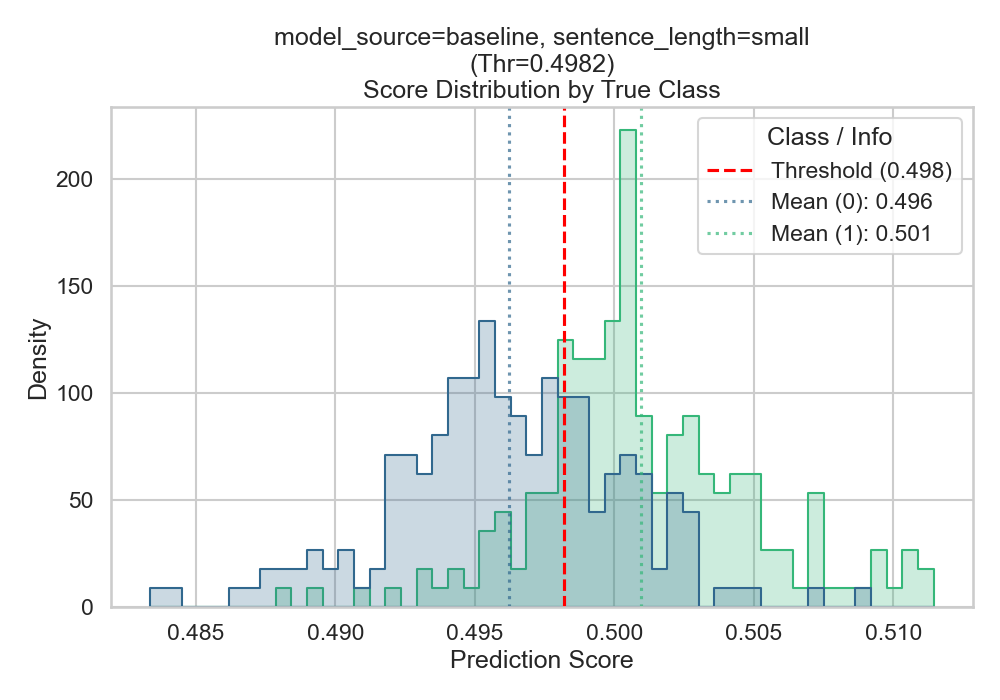 model_source=baseline, sentence_length=small
(Thr=0.4982)
Score Distribution by True Class
Class / Info
Threshold (0.498)
Mean (0): 0.496
Mean (1): 0.501
Density
200
150
100
50
0
0.485 0.490 0.495 0.500 0.505 0.510
Prediction Score